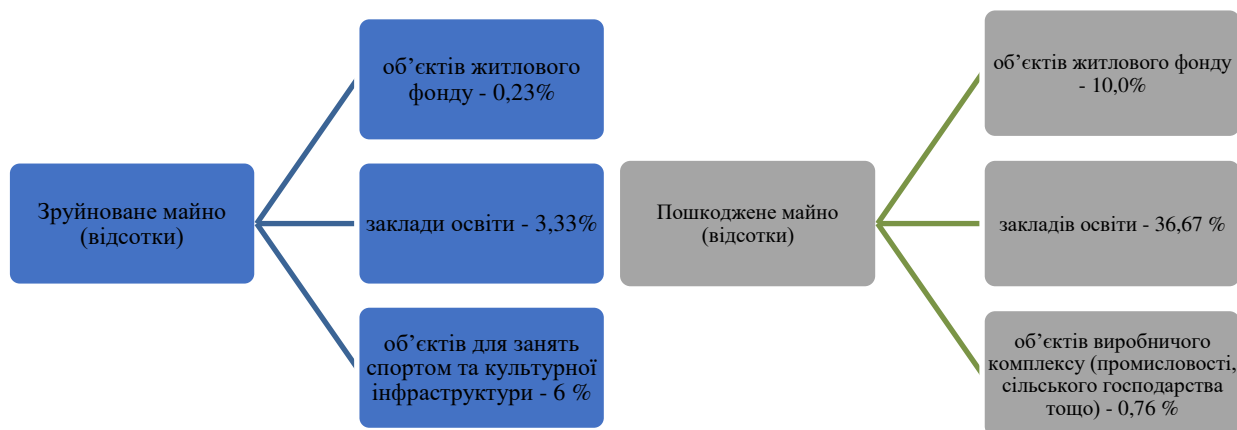 Зруйноване майно
(відсотки)
об’єктів житлового
фонду - 0,23%
заклади освіти - 3,33%
об’єктів для занять
спортом та культурної
інфраструктури - 6 %
Пошкоджене майно
(відсотки)
об’єктів житлового фонду
- 10,0%
закладів освіти - 36,67 %
об’єктів виробничого
комплексу (промисловості,
сільського господарства
тощо) - 0,76 %